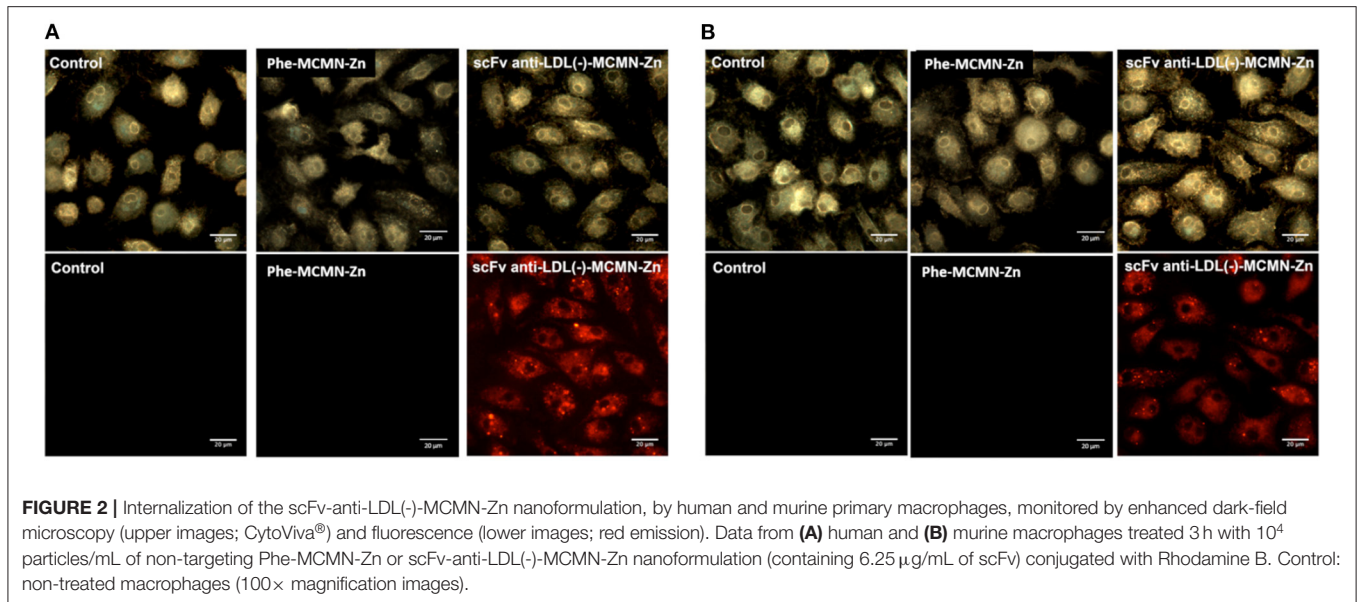 A
B
Control
Phe-MCMN-Zn
scFv anti-LDL(-)-MCMN-Zn
Control
Phe-MCMN-Zn
scFv anti-LDL(-)-MCMN-Zn
20 µm
20 µm
20 µm
20 µm
20 µm
20 µm
Control
Phe-MCMN-Zn
scFv anti-LDL(-)-MCMN-Zn
Control
Phe-MCMN-Zn
scFv anti-LDL(-)-MCMN-Zn
20 µm
20 µm
20 µm
20 µm
20 µm
20 µm
FIGURE 2 | Internalization of the scFv-anti-LDL(-)-MCMN-Zn nanoformulation, by human and murine primary macrophages, monitored by enhanced dark-field
microscopy (upper images; CytoViva®) and fluorescence (lower images; red emission). Data from (A) human and (B) murine macrophages treated 3 h with 10⁴
particles/mL of non-targeting Phe-MCMN-Zn or scFv-anti-LDL(-)-MCMN-Zn nanoformulation (containing 6.25 µg/mL of scFv) conjugated with Rhodamine B. Control:
non-treated macrophages (100× magnification images).